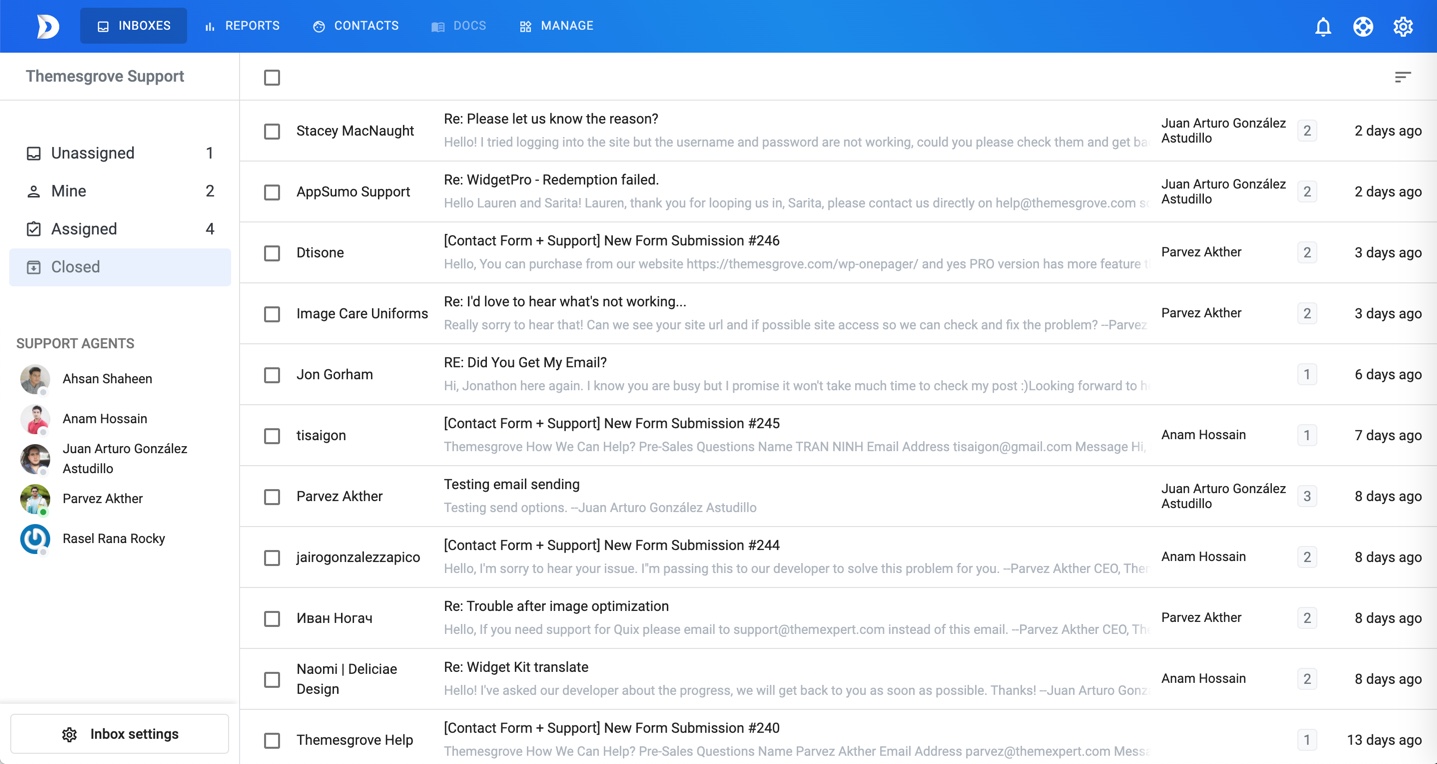 INBOXES REPORTS CONTACTS DOCS MANAGE
Themesgrove Support
Unassigned 1
Mine 2
Assigned 4
Closed
SUPPORT AGENTS
Ahsan Shaheen
Anam Hossain
Juan Arturo González
Astudillo
Parvez Akther
Rasel Rana Rocky
Inbox settings
Stacey MacNaught
Re: Please let us know the reason?
Hello! I tried logging into the site but the username and password are not working, could you please check them and get
Juan Arturo González
Astudillo
2
2 days ago
AppSumo Support
Re: WidgetPro - Redemption failed.
Hello Lauren and Sarita! Lauren, thank you for looping us in, Sarita, please contact us directly on help@themesgrove.com
Juan Arturo González
Astudillo
2
2 days ago
Dtisone
[Contact Form + Support] New Form Submission #246
Hello, You can purchase from our website https://themesgrove.com/wp-onepager/ and yes PRO version has more feature
Parvez Akther
2
3 days ago
Image Care Uniforms
Re: I'd love to hear what's not working...
Really sorry to hear that! Can we see your site url and if possible site access so we can check and fix the problem? --Parvez
Parvez Akther
2
3 days ago
Jon Gorham
RE: Did You Get My Email?
Hi, Jonathon here again. I know you are busy but I promise it won't take much time to check my post :)Looking forward to
1
6 days ago
tisaigon
[Contact Form + Support] New Form Submission #245
Themesgrove How We Can Help? Pre-Sales Questions Name TRAN NINH Email Address tisaigon@gmail.com Message Hi,
Anam Hossain
1
7 days ago
Parvez Akther
Testing email sending
Testing send options. --Juan Arturo González Astudillo
Juan Arturo González
Astudillo
3
8 days ago
jairogonzalezzapico
[Contact Form + Support] New Form Submission #244
Hello, I'm sorry to hear your issue. I"m passing this to our developer to solve this problem for you. --Parvez Akther CEO,
Anam Hossain
2
8 days ago
Иван Ногач
Re: Trouble after image optimization
Hello, If you need support for Quix please email to support@themexpert.com instead of this email. --Parvez Akther CEO,
Parvez Akther
2
8 days ago
Naomi | Deliciae
Design
Re: Widget Kit translate
Hello! I've asked our developer about the progress, we will get back to you as soon as possible. Thanks! --Juan Arturo
Anam Hossain
2
8 days ago
Themesgrove Help
[Contact Form + Support] New Form Submission #240
Themesgrove How We Can Help? Pre-Sales Questions Name Parvez Akther Email Address parvez@themexpert.com
1
13 days ago